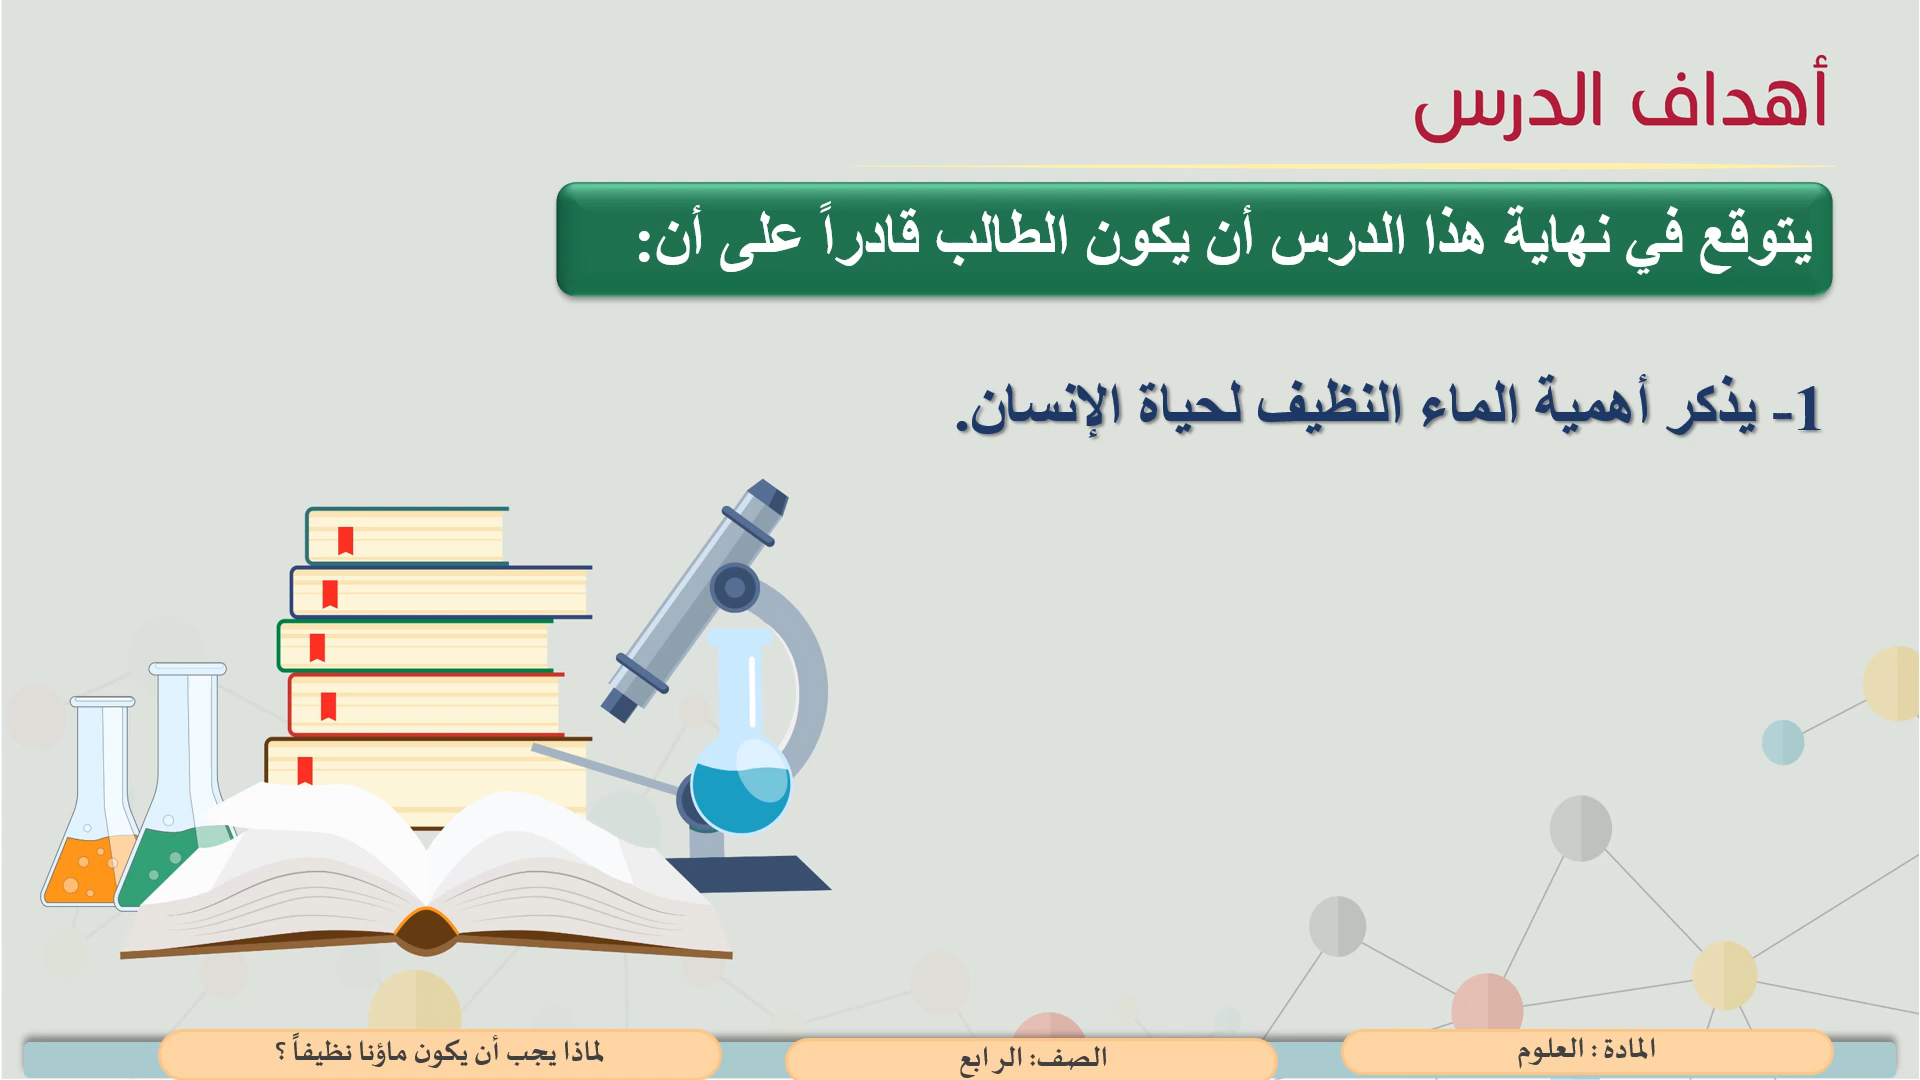 أهداف الدرس
يتوقع في نهاية هذا الدرس أن يكون الطالب قادراً على أن:
1- يذكر أهمية الماء النظيف لحياة الإنسان.
المادة : العلوم
الصف: الرابع
لماذا يجب أن يكون ماؤنا نظيفاً ؟